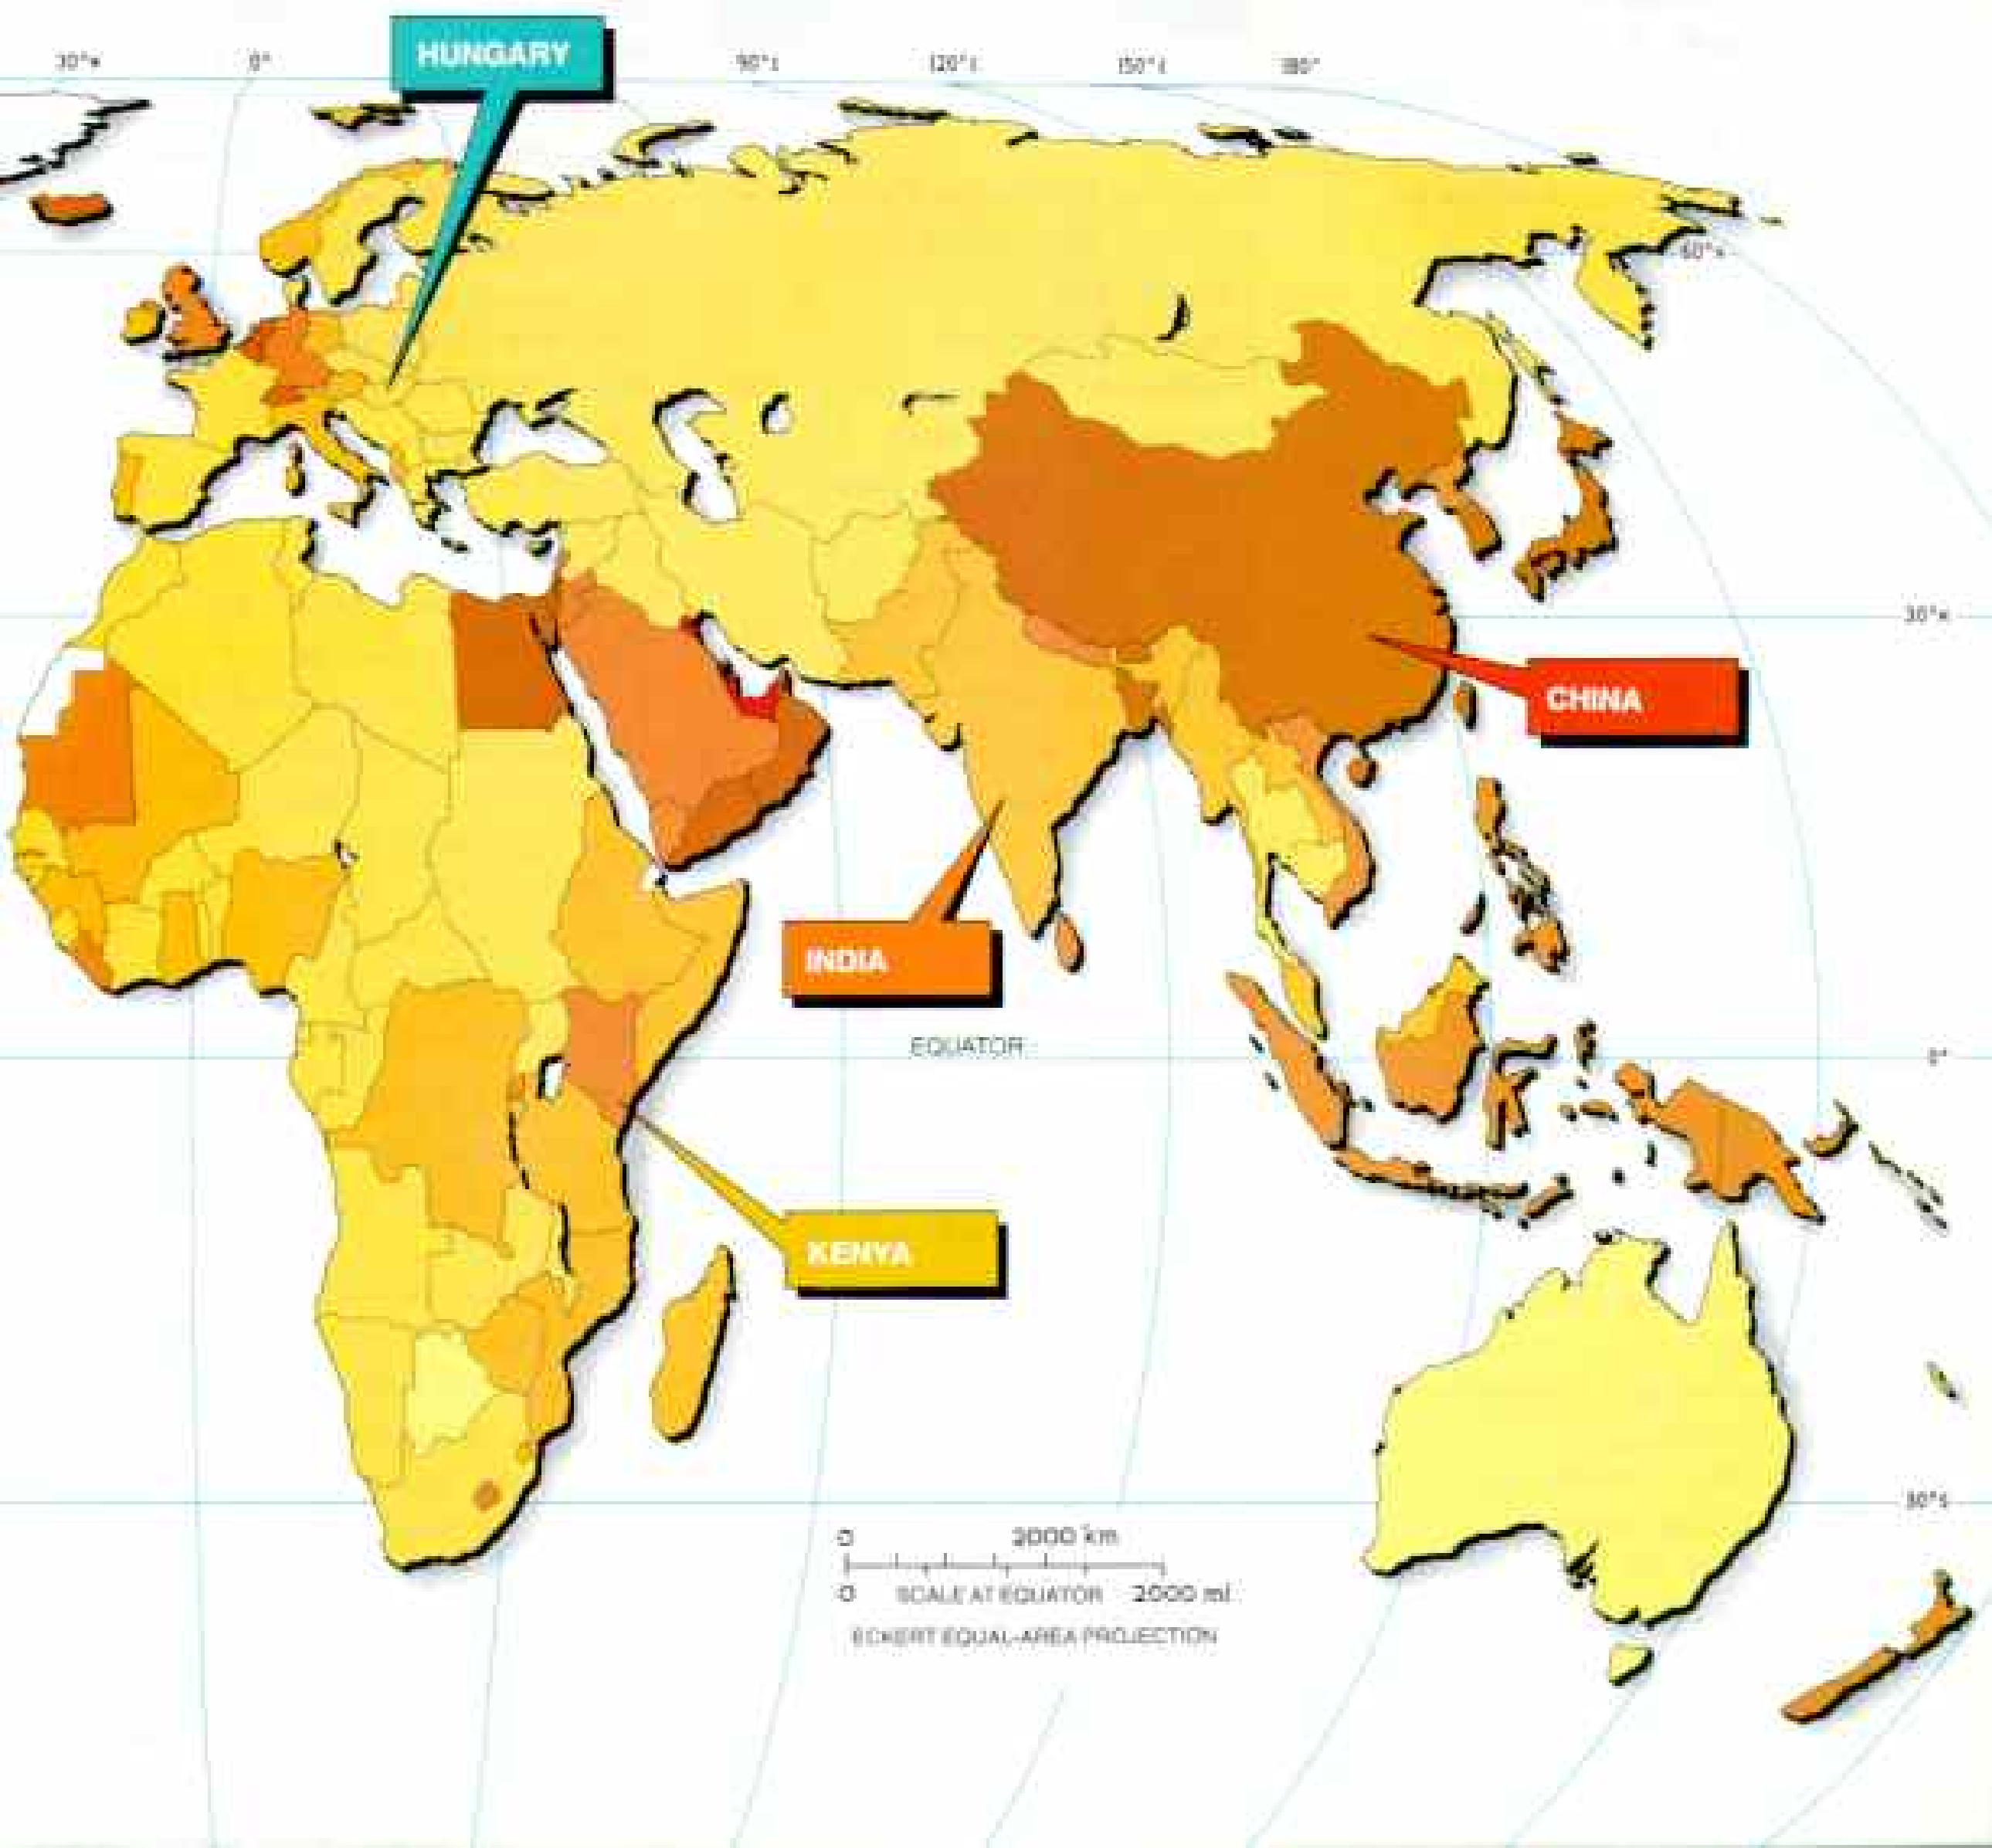 HUNGARY
30°W
0°
90°E
120°E
150°E
180°
60°N
30°N
CHINA
INDIA
EQUATOR
0°
KENYA
30°S
0
2000 km
0
SCALE AT EQUATOR
2000 mi
ECKERT EQUAL-AREA PROJECTION